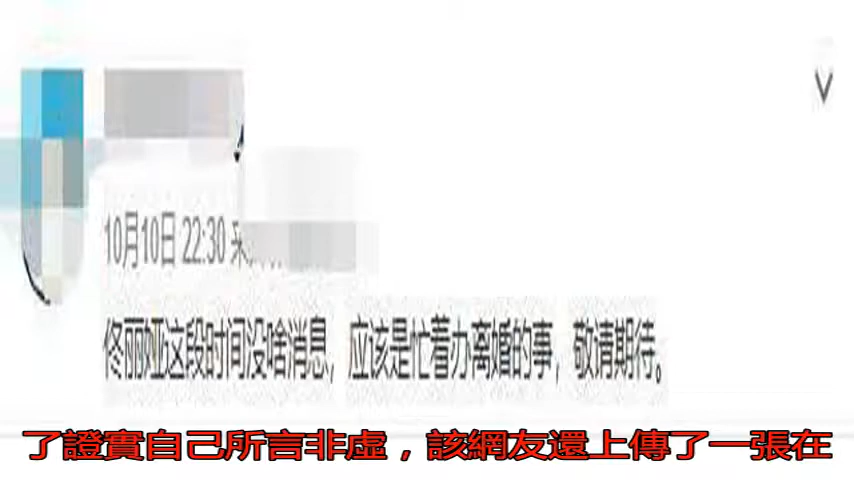 10月10日 22:30
佟丽娅这段时间没啥消息，应该是忙着办离婚的事，敬请期待。
了證實自己所言非虛，該網友還上傳了一張在